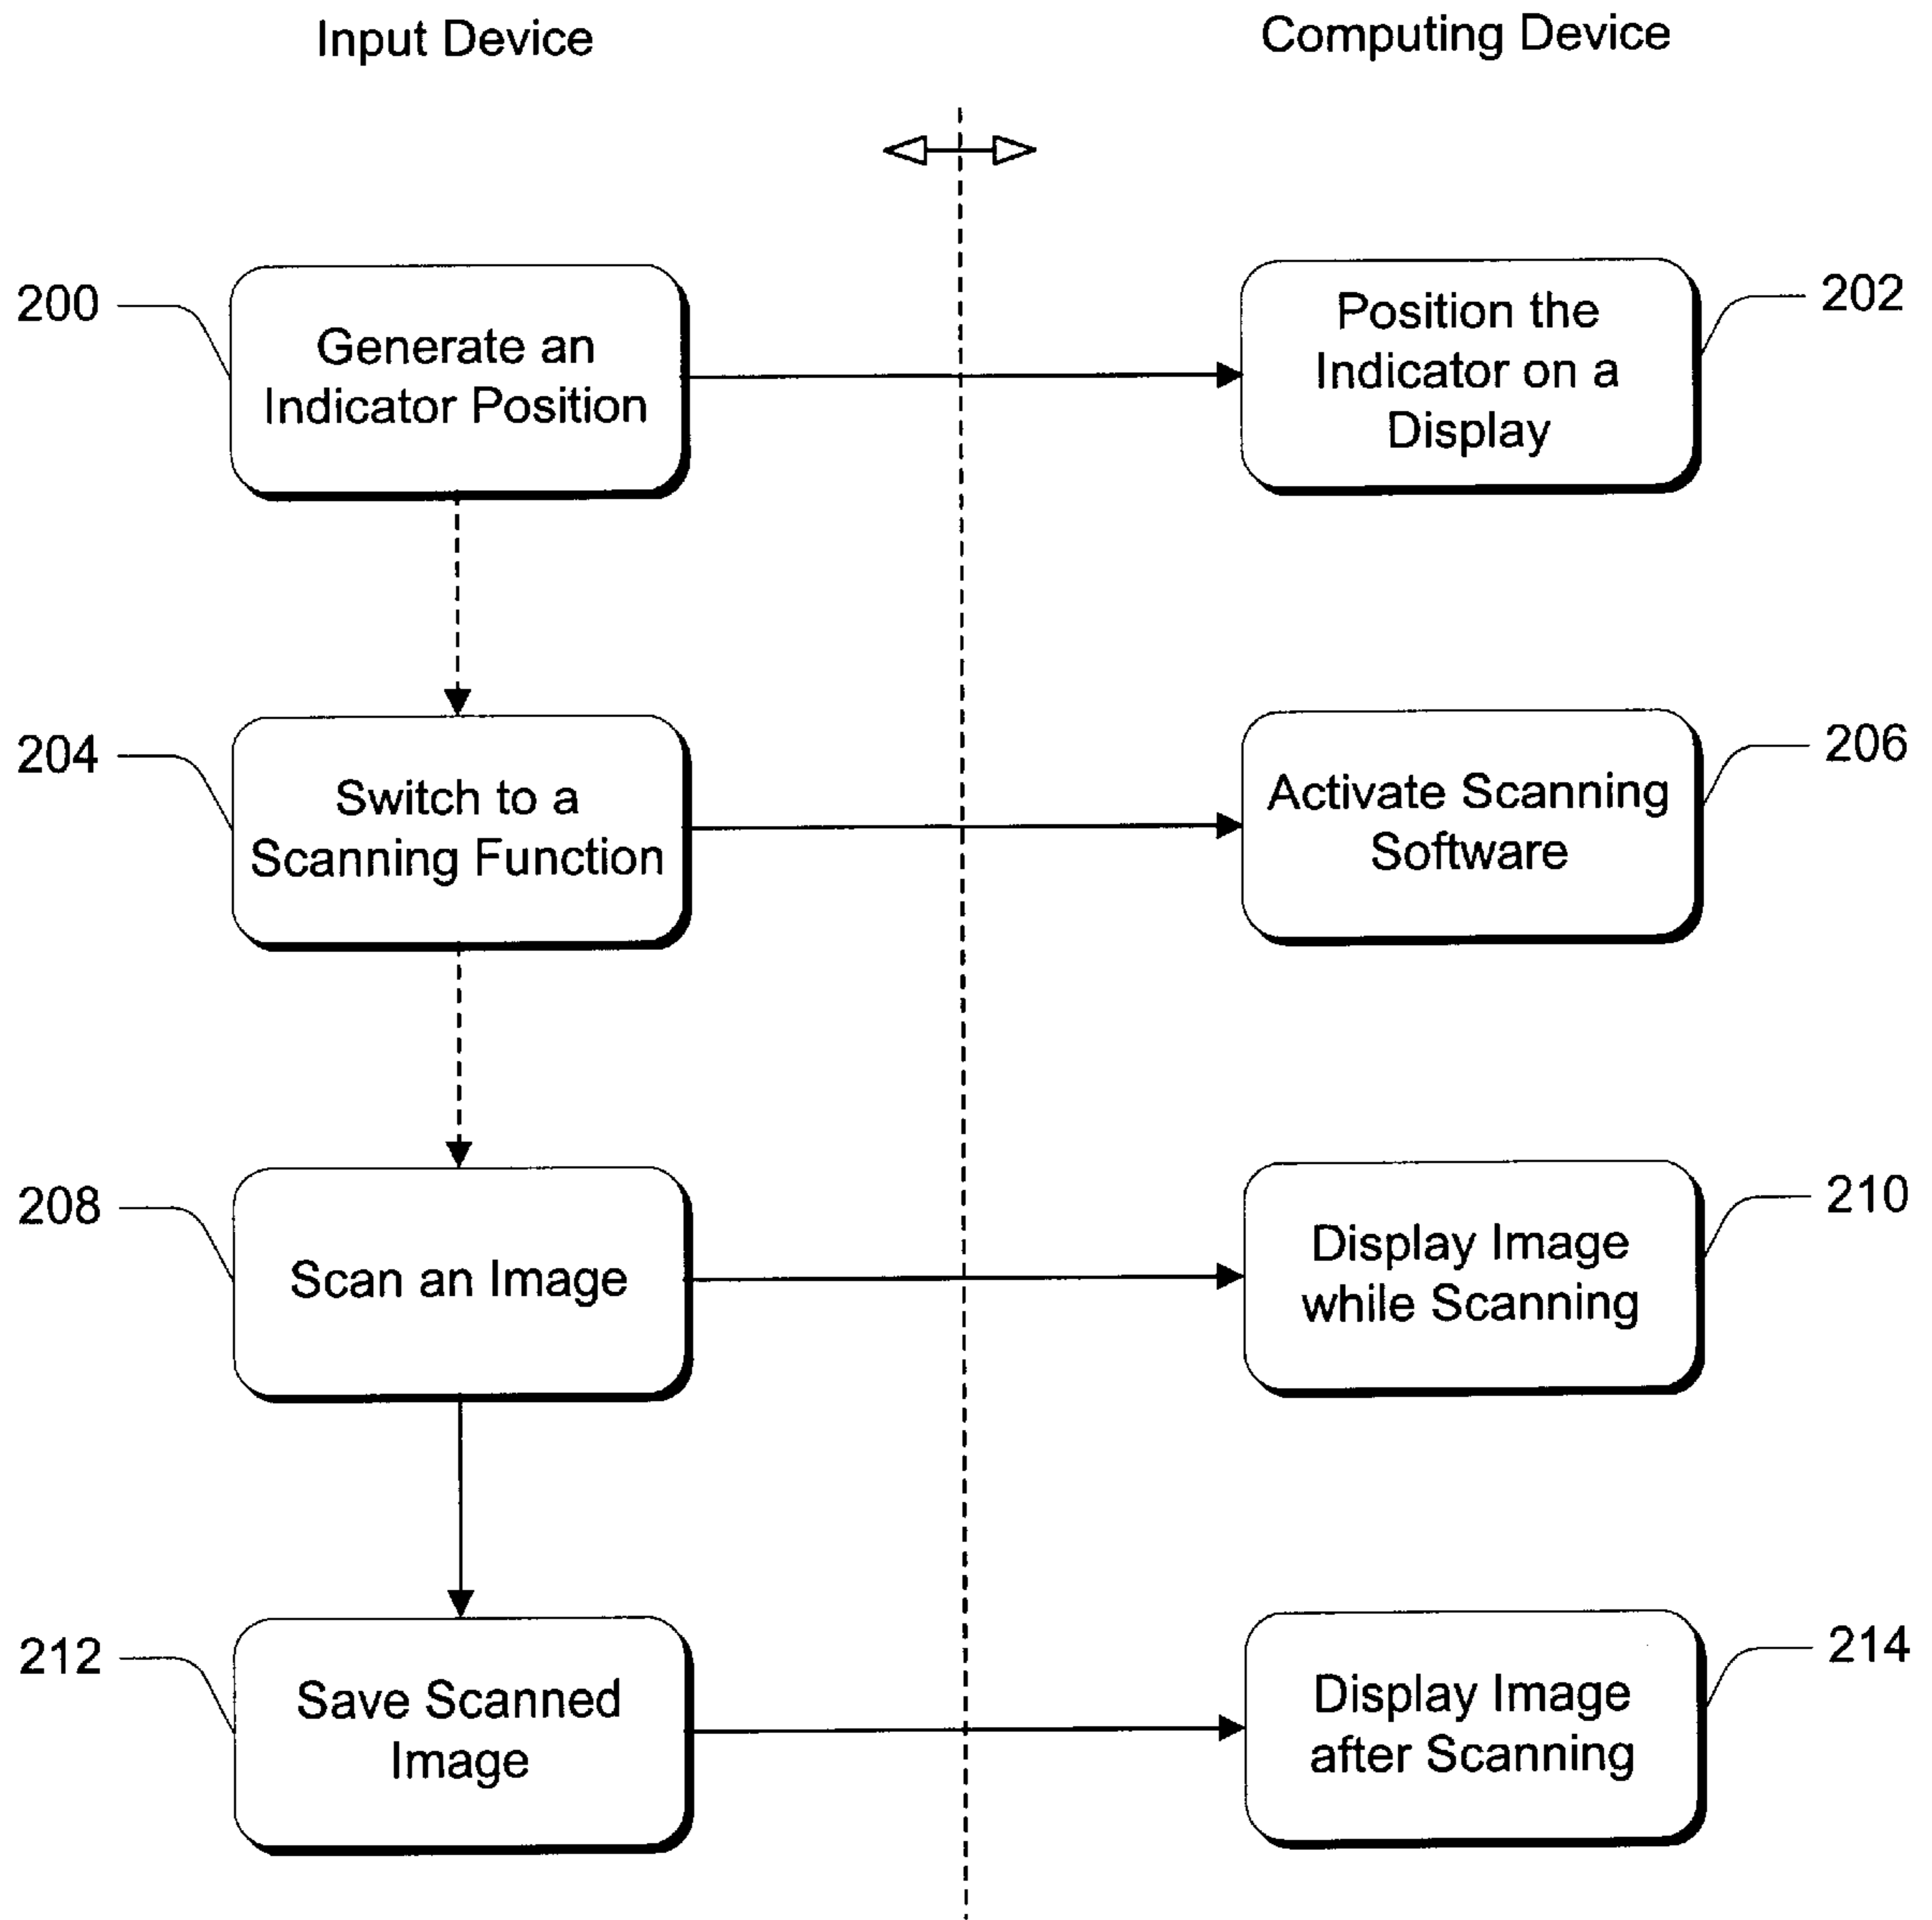 Input Device
Computing Device
200
Generate an
Indicator Position
Position the
Indicator on a
Display
202
204
Switch to a
Scanning Function
Activate Scanning
Software
206
208
Scan an Image
Display Image
while Scanning
210
212
Save Scanned
Image
Display Image
after Scanning
214